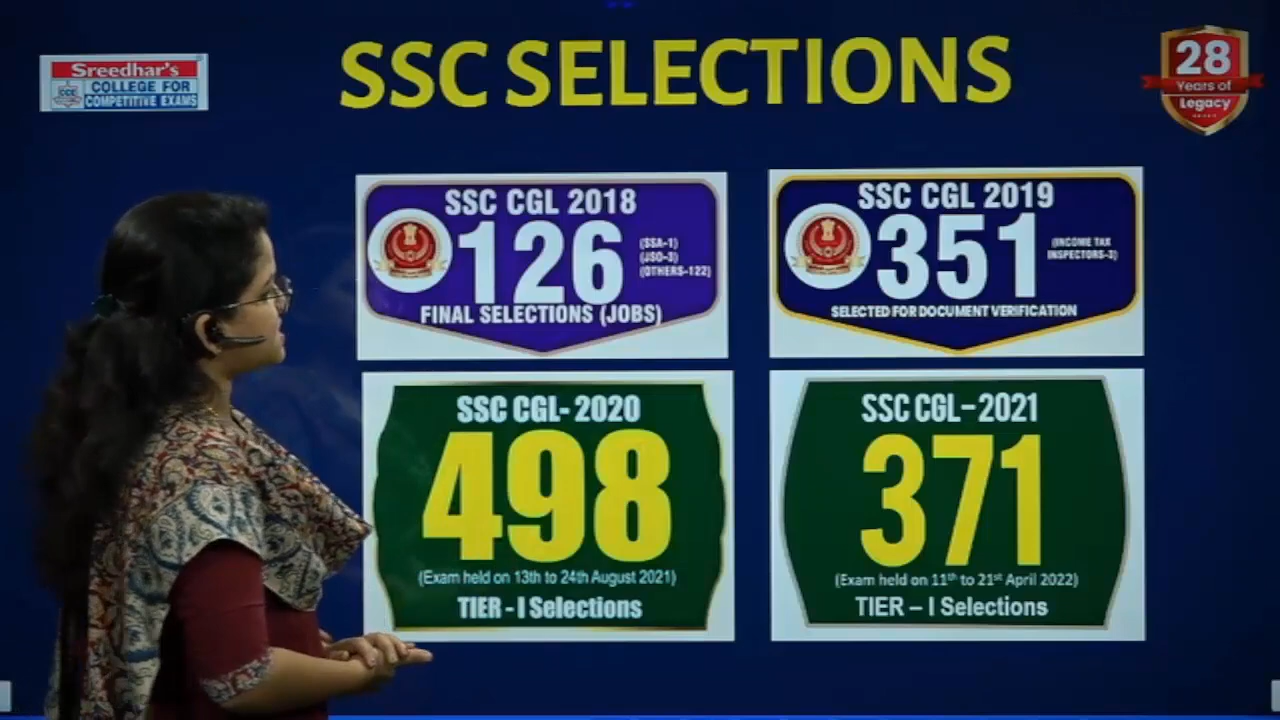 Sreedhar's
CCE
COLLEGE FOR
COMPETITIVE EXAMS
SSC SELECTIONS
28
Years of
Legacy
SSC CGL 2018
126
(SSA-1)
(JSO-3)
(OTHERS-122)
FINAL SELECTIONS (JOBS)
SSC CGL 2019
351
(INCOME TAX
INSPECTORS-3)
SELECTED FOR DOCUMENT VERIFICATION
SSC CGL- 2020
498
(Exam held on 13th to 24th August 2021)
TIER - I Selections
SSC CGL – 2021
371
(Exam held on 11th to 21st April 2022)
TIER – I Selections